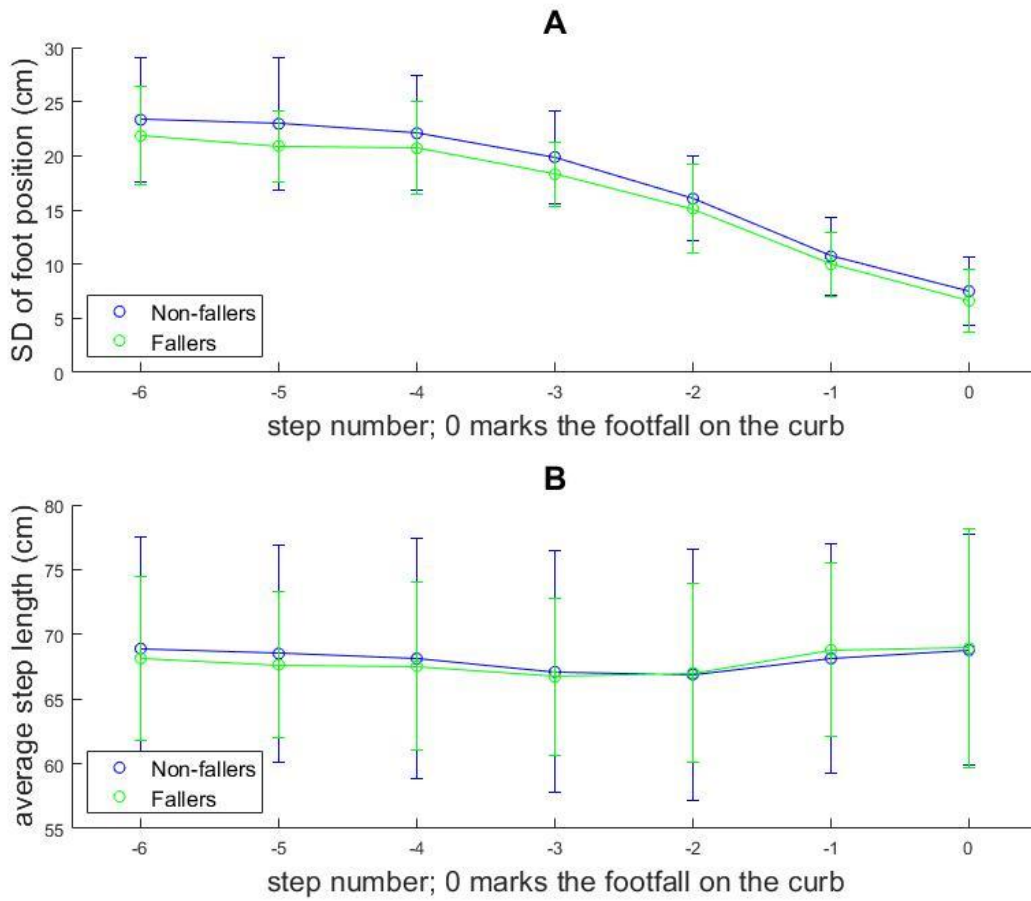 A
SD of foot position (cm)
30
25
20
15
10
5
0
Non-fallers
Fallers
-6 -5 -4 -3 -2 -1 0
step number; 0 marks the footfall on the curb
B
average step length (cm)
80
75
70
65
60
55
Non-fallers
Fallers
-6 -5 -4 -3 -2 -1 0
step number; 0 marks the footfall on the curb